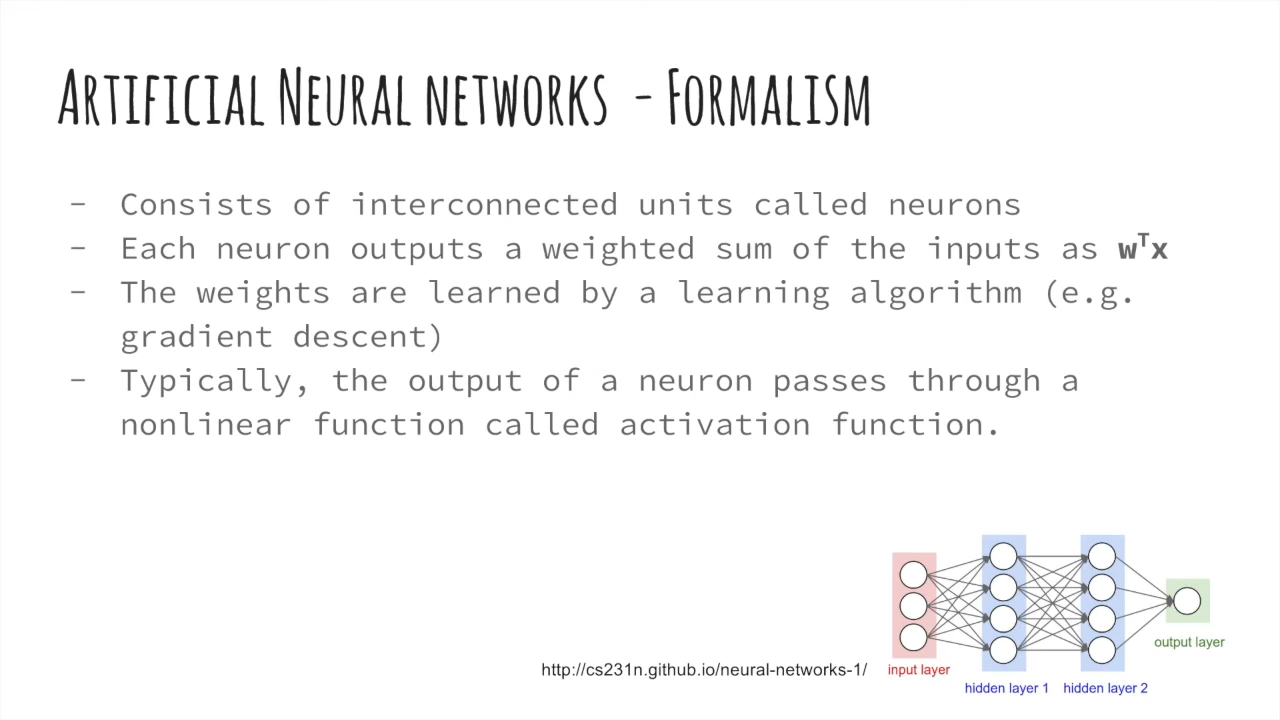 Artificial Neural networks - Formalism
- Consists of interconnected units called neurons
- Each neuron outputs a weighted sum of the inputs as wᵀx
- The weights are learned by a learning algorithm (e.g.
gradient descent)
- Typically, the output of a neuron passes through a
nonlinear function called activation function.
output layer
http://cs231n.github.io/neural-networks-1/
input layer
hidden layer 1
hidden layer 2